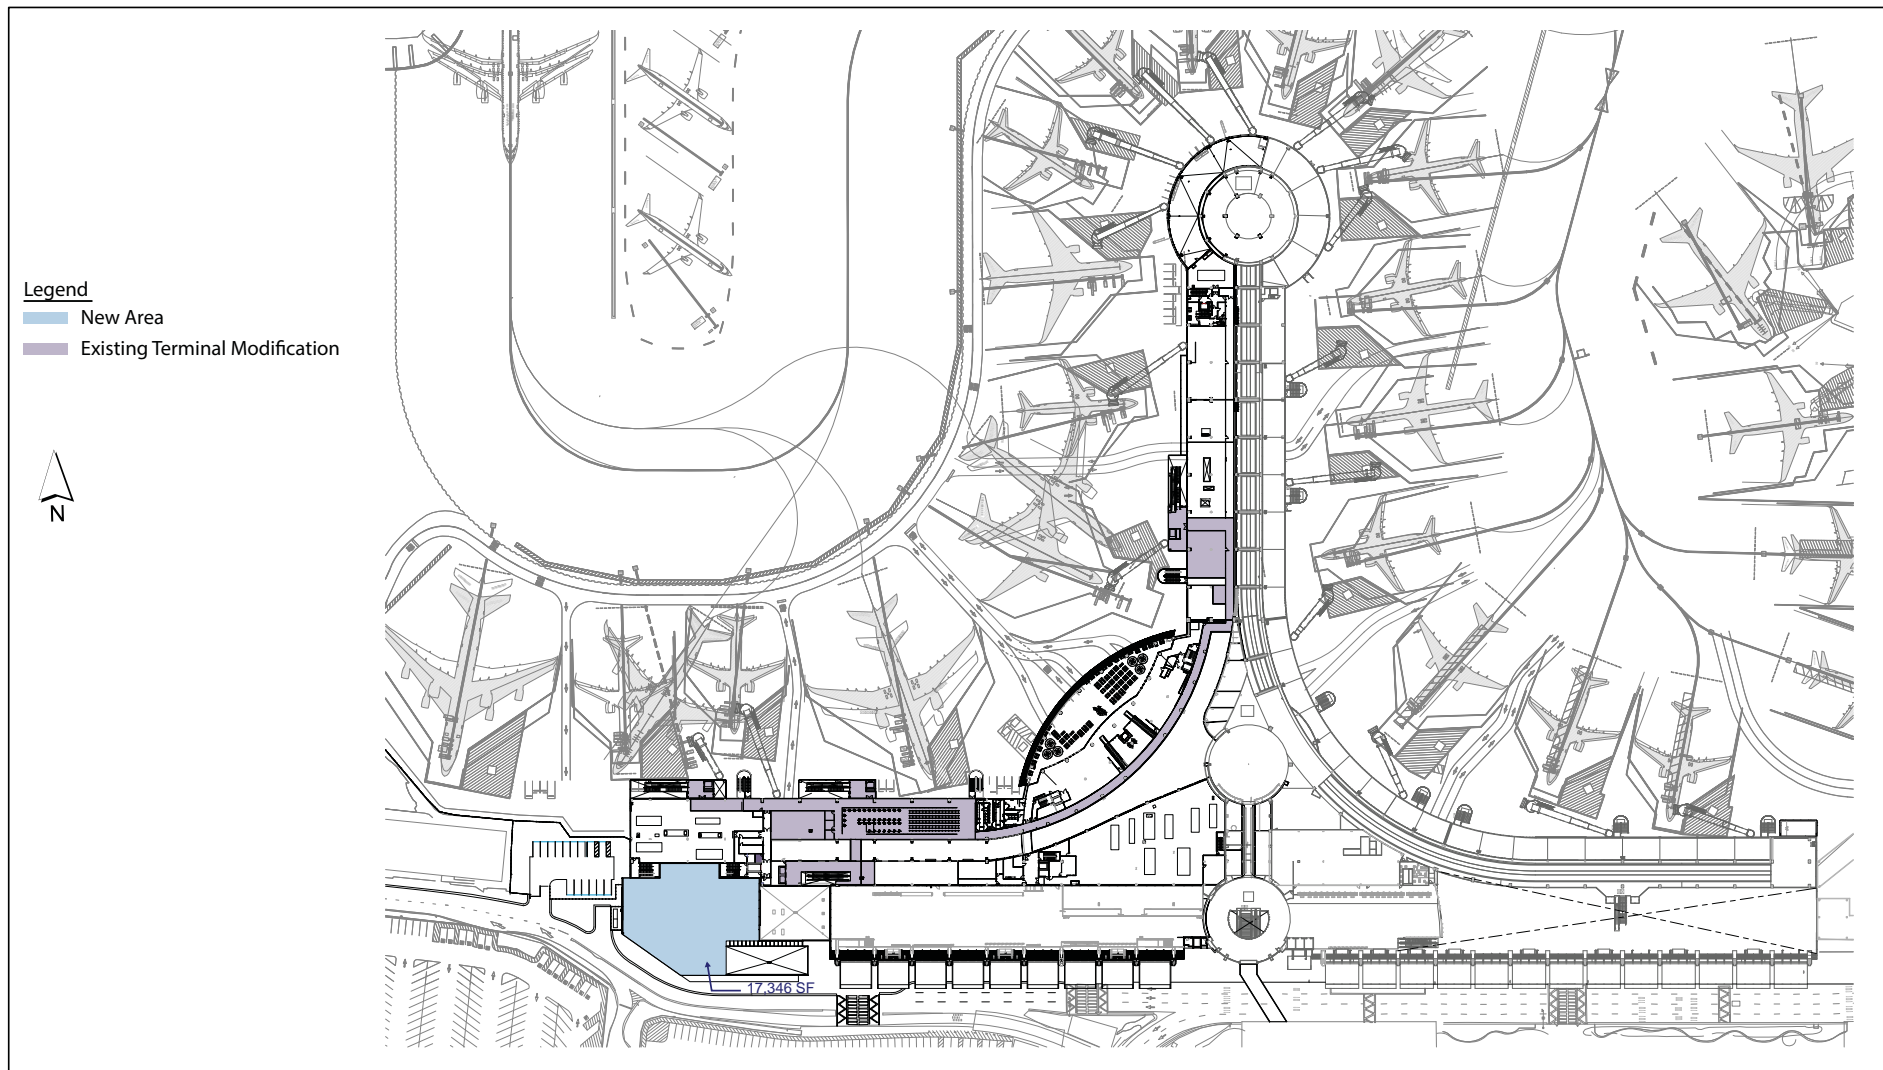 Legend
New Area
Existing Terminal Modification
N
17,346 SF